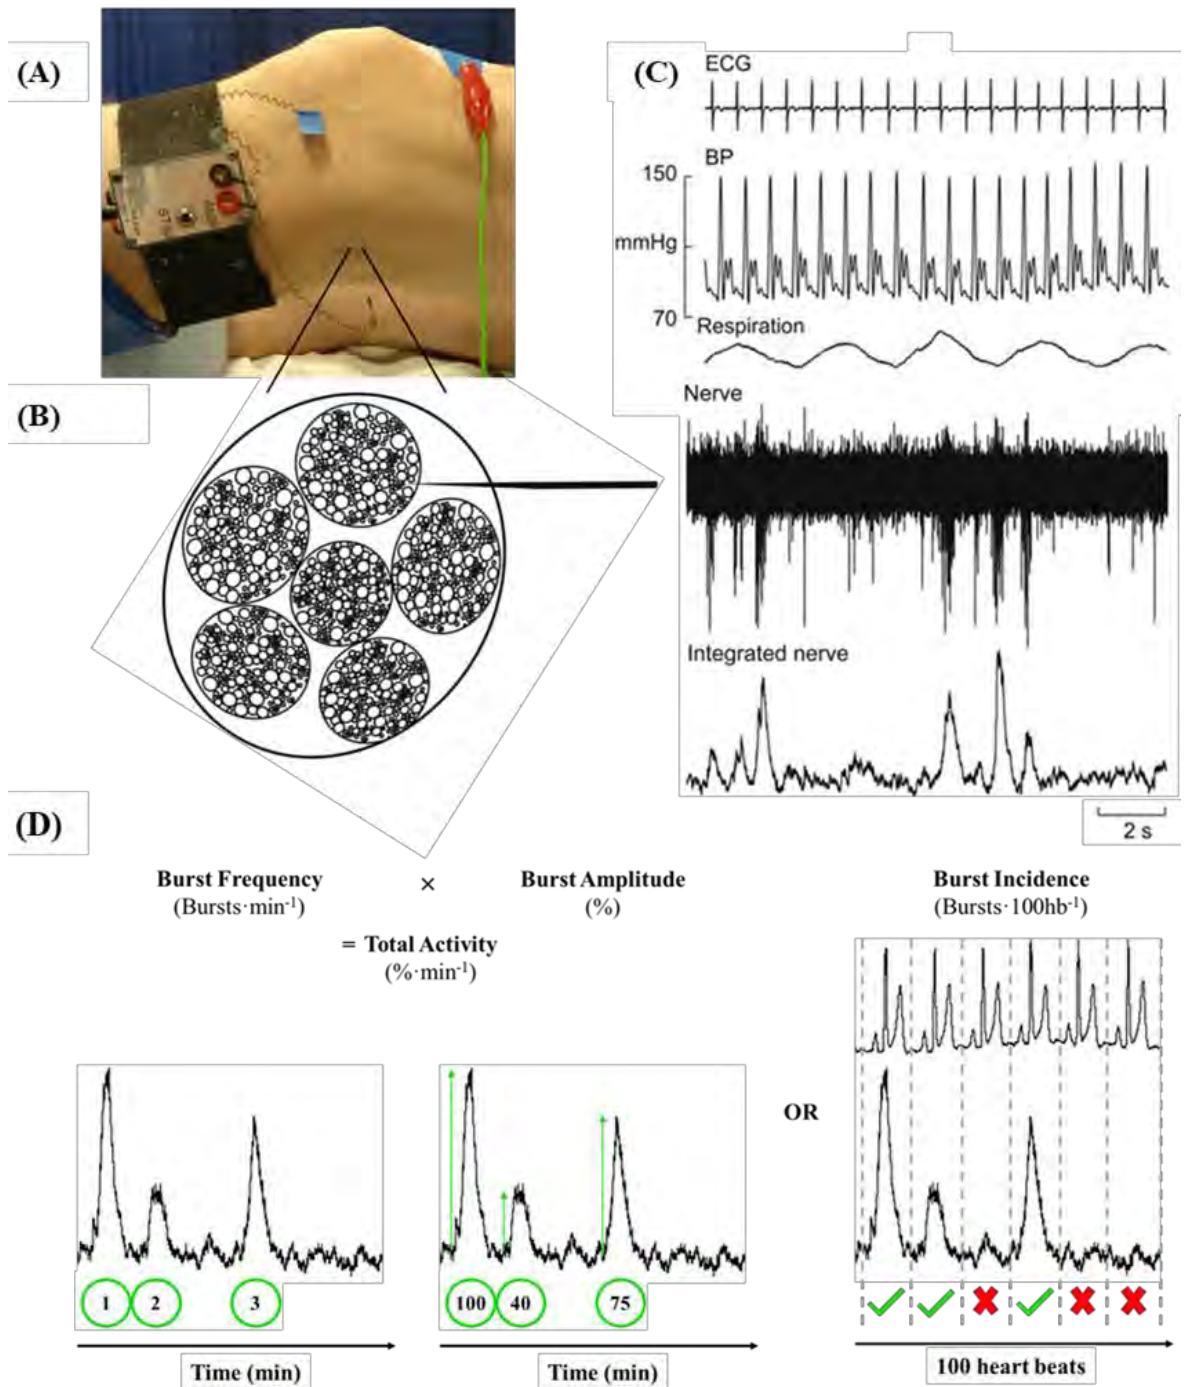 (A)
(B)
(C)
ECG
BP
150
mmHg
70
Respiration
Nerve
Integrated nerve
2 s
(D)
Burst Frequency × Burst Amplitude
(Bursts·min⁻¹) (%)
= Total Activity
(%·min⁻¹)
Burst Incidence
(Bursts·100hb⁻¹)
1 2 3
Time (min)
100 40 75
Time (min)
OR
100 heart beats